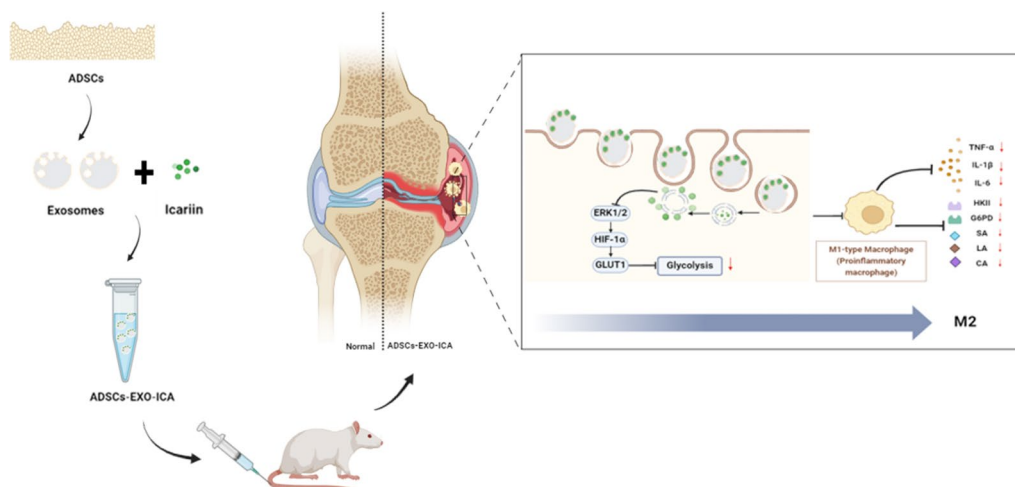 ADSCs
Exosomes
Icariin
ADSCs-EXO-ICA
Normal
ADSCs-EXO-ICA
ERK1/2
HIF-1α
GLUT1
Glycolysis
M1-type Macrophage
(Proinflammatory
macrophage)
TNF-α
IL-1β
IL-6
HKII
G6PD
SA
LA
CA
M2